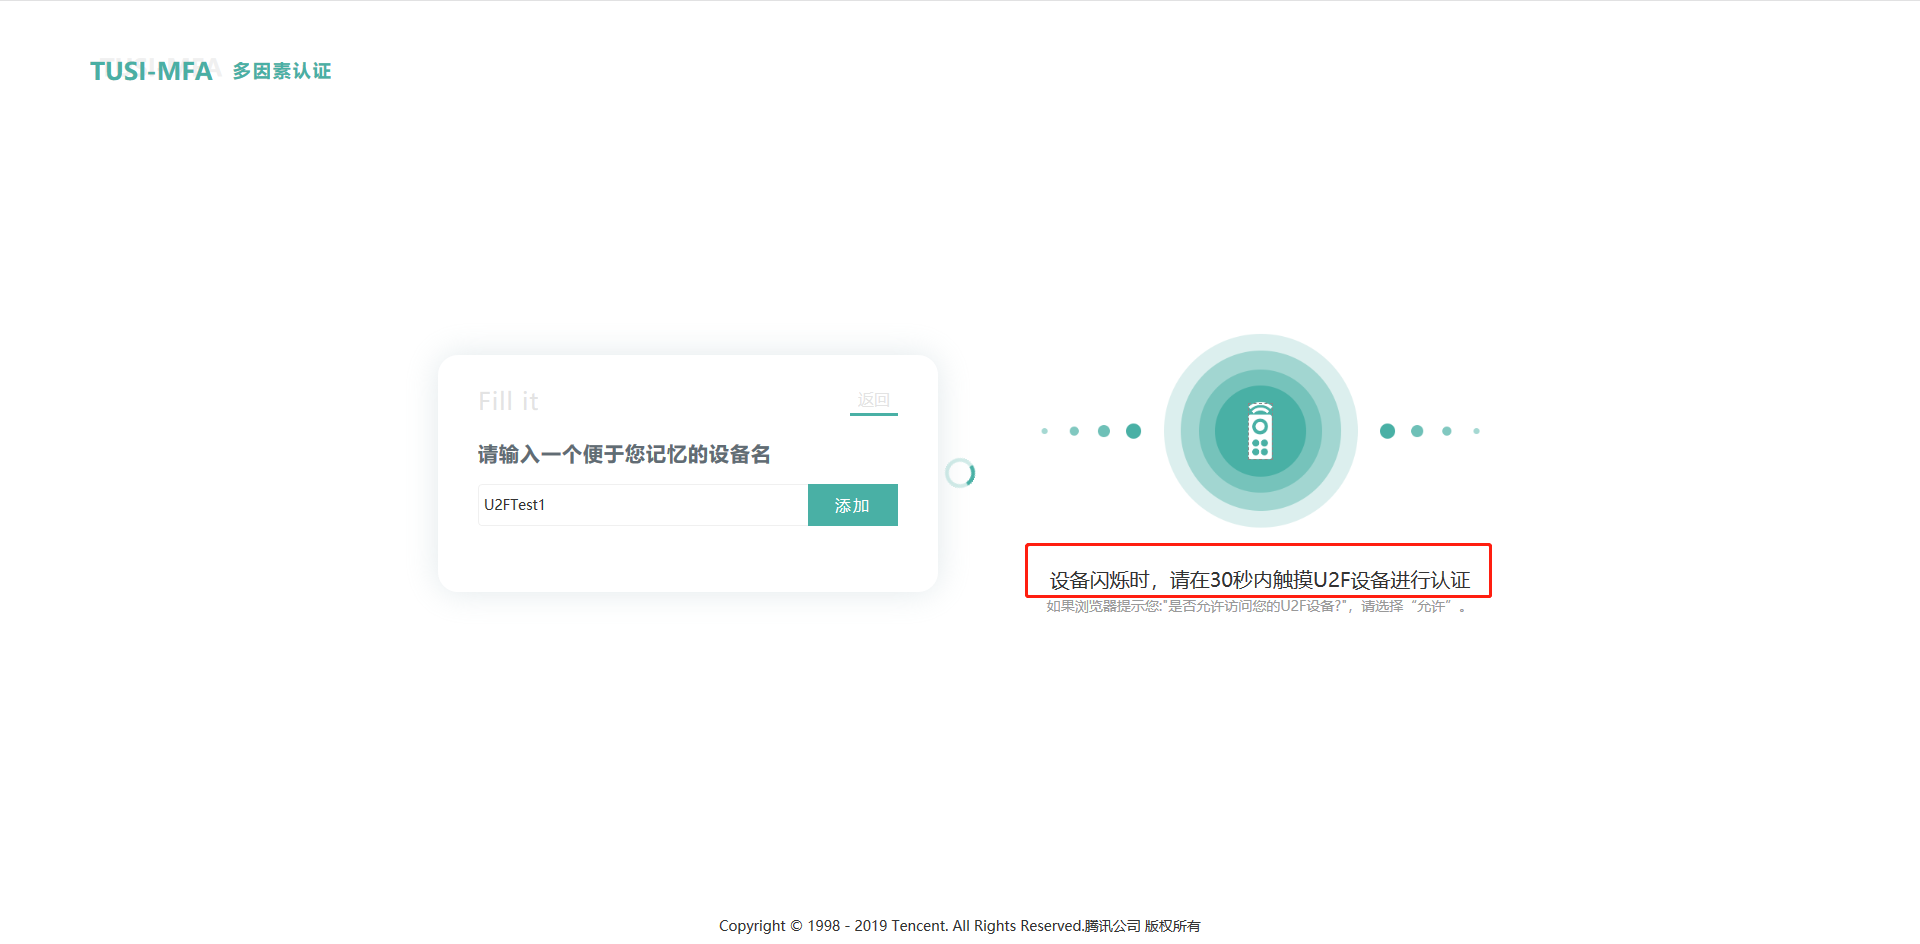 TUSI-MFA 多因素认证
Fill it
返回
请输入一个便于您记忆的设备名
U2FTest1
添加
设备闪烁时，请在30秒内触摸U2F设备进行认证
如果浏览器提示您:"是否允许访问您的U2F设备?"，请选择“允许”。
Copyright © 1998 - 2019 Tencent. All Rights Reserved.腾讯公司 版权所有